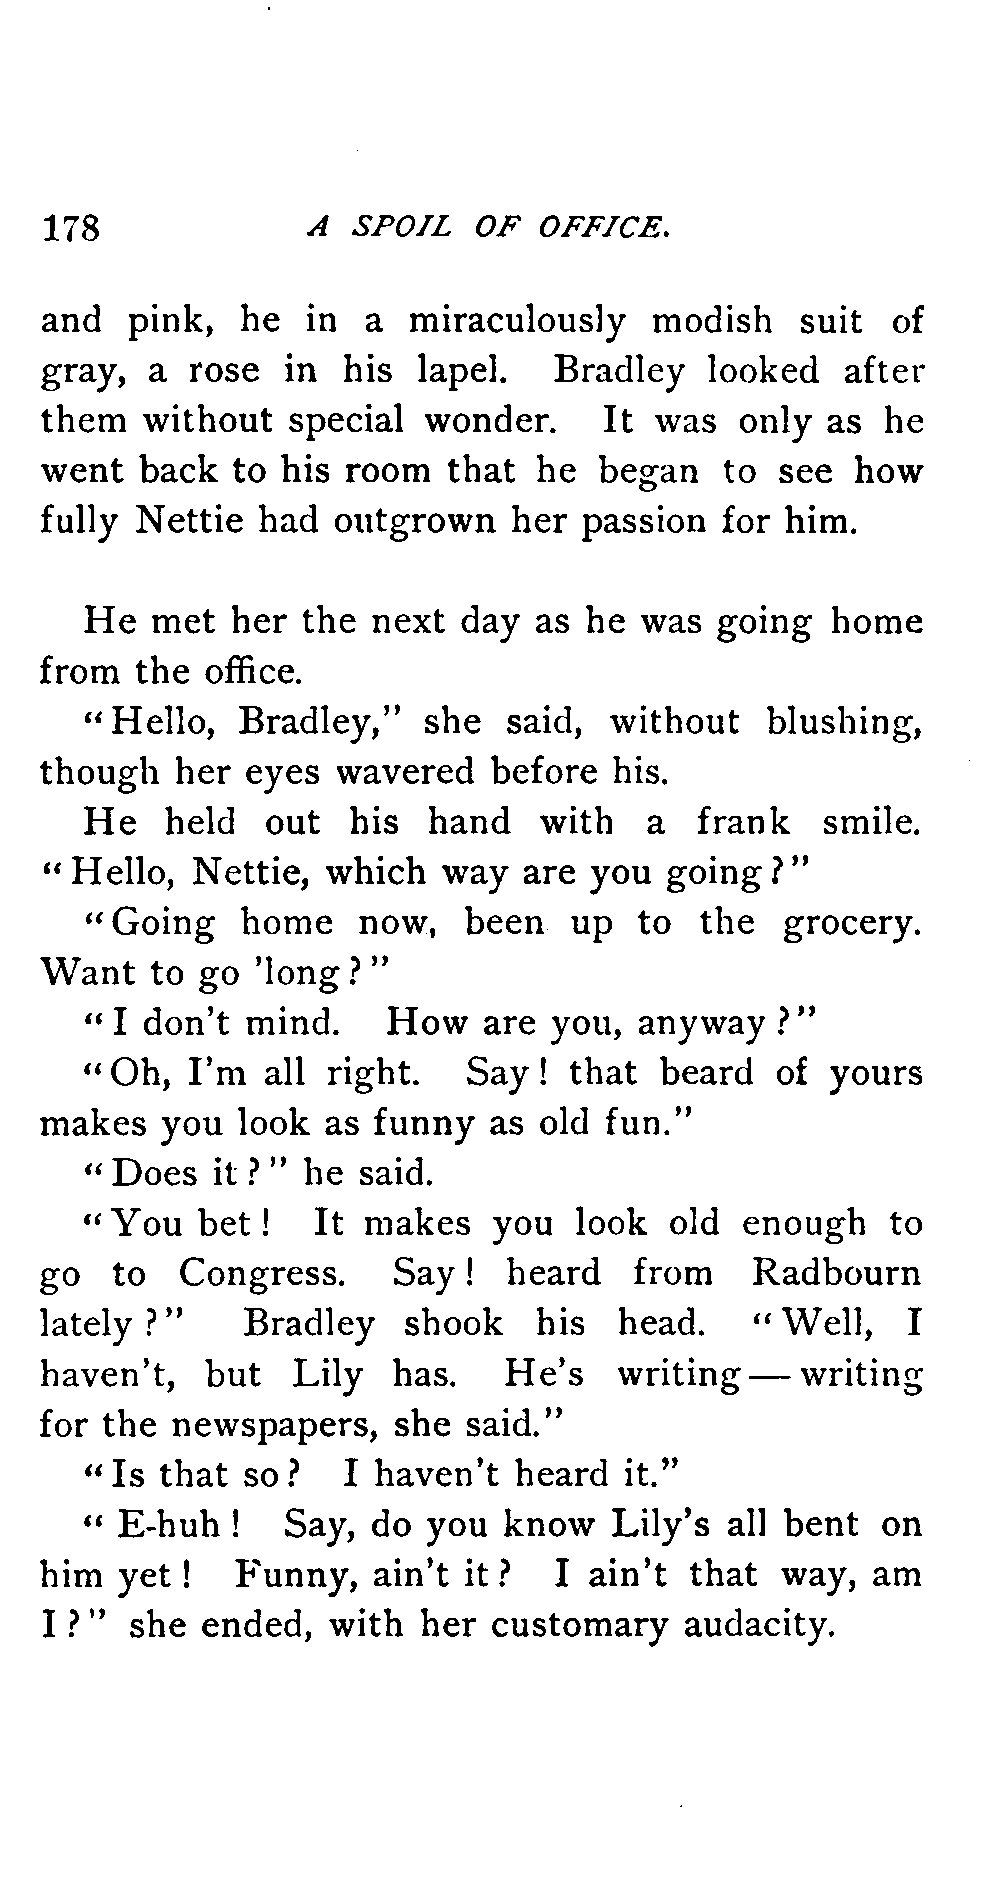 178 A SPOIL OF OFFICE.
and pink, he in a miraculously modish suit of
gray, a rose in his lapel. Bradley looked after
them without special wonder. It was only as he
went back to his room that he began to see how
fully Nettie had outgrown her passion for him.
He met her the next day as he was going home
from the office.
“Hello, Bradley,” she said, without blushing,
though her eyes wavered before his.
He held out his hand with a frank smile.
“Hello, Nettie, which way are you going?”
“Going home now, been up to the grocery.
Want to go ’long?”
“I don’t mind. How are you, anyway?”
“Oh, I’m all right. Say! that beard of yours
makes you look as funny as old fun.”
“Does it?” he said.
“You bet! It makes you look old enough to
go to Congress. Say! heard from Radbourn
lately?” Bradley shook his head. “Well, I
haven’t, but Lily has. He’s writing—writing
for the newspapers, she said.”
“Is that so? I haven’t heard it.”
“E-huh! Say, do you know Lily’s all bent on
him yet! Funny, ain’t it? I ain’t that way, am
I?” she ended, with her customary audacity.